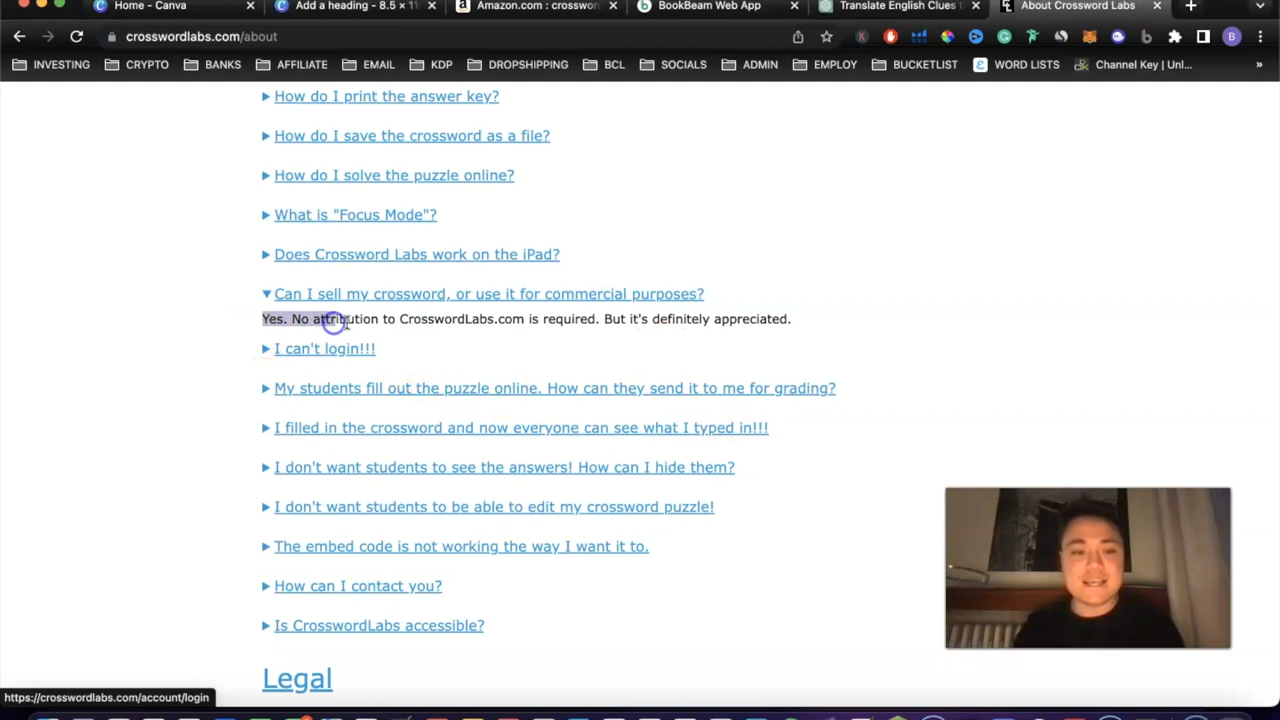 Home - Canva
Add a heading - 8.5 × 11
Amazon.com : crosswor
BookBeam Web App
Translate English Clues t
About Crossword Labs
crosswordlabs.com/about
INVESTING
CRYPTO
BANKS
AFFILIATE
EMAIL
KDP
DROPSHIPPING
BCL
SOCIALS
ADMIN
EMPLOY
BUCKETLIST
WORD LISTS
Channel Key | Unl...
How do I print the answer key?
How do I save the crossword as a file?
How do I solve the puzzle online?
What is "Focus Mode"?
Does Crossword Labs work on the iPad?
Can I sell my crossword, or use it for commercial purposes?
Yes. No attribution to CrosswordLabs.com is required. But it's definitely appreciated.
I can't login!!!
My students fill out the puzzle online. How can they send it to me for grading?
I filled in the crossword and now everyone can see what I typed in!!!
I don't want students to see the answers! How can I hide them?
I don't want students to be able to edit my crossword puzzle!
The embed code is not working the way I want it to.
How can I contact you?
Is CrosswordLabs accessible?
Legal
https://crosswordlabs.com/account/login